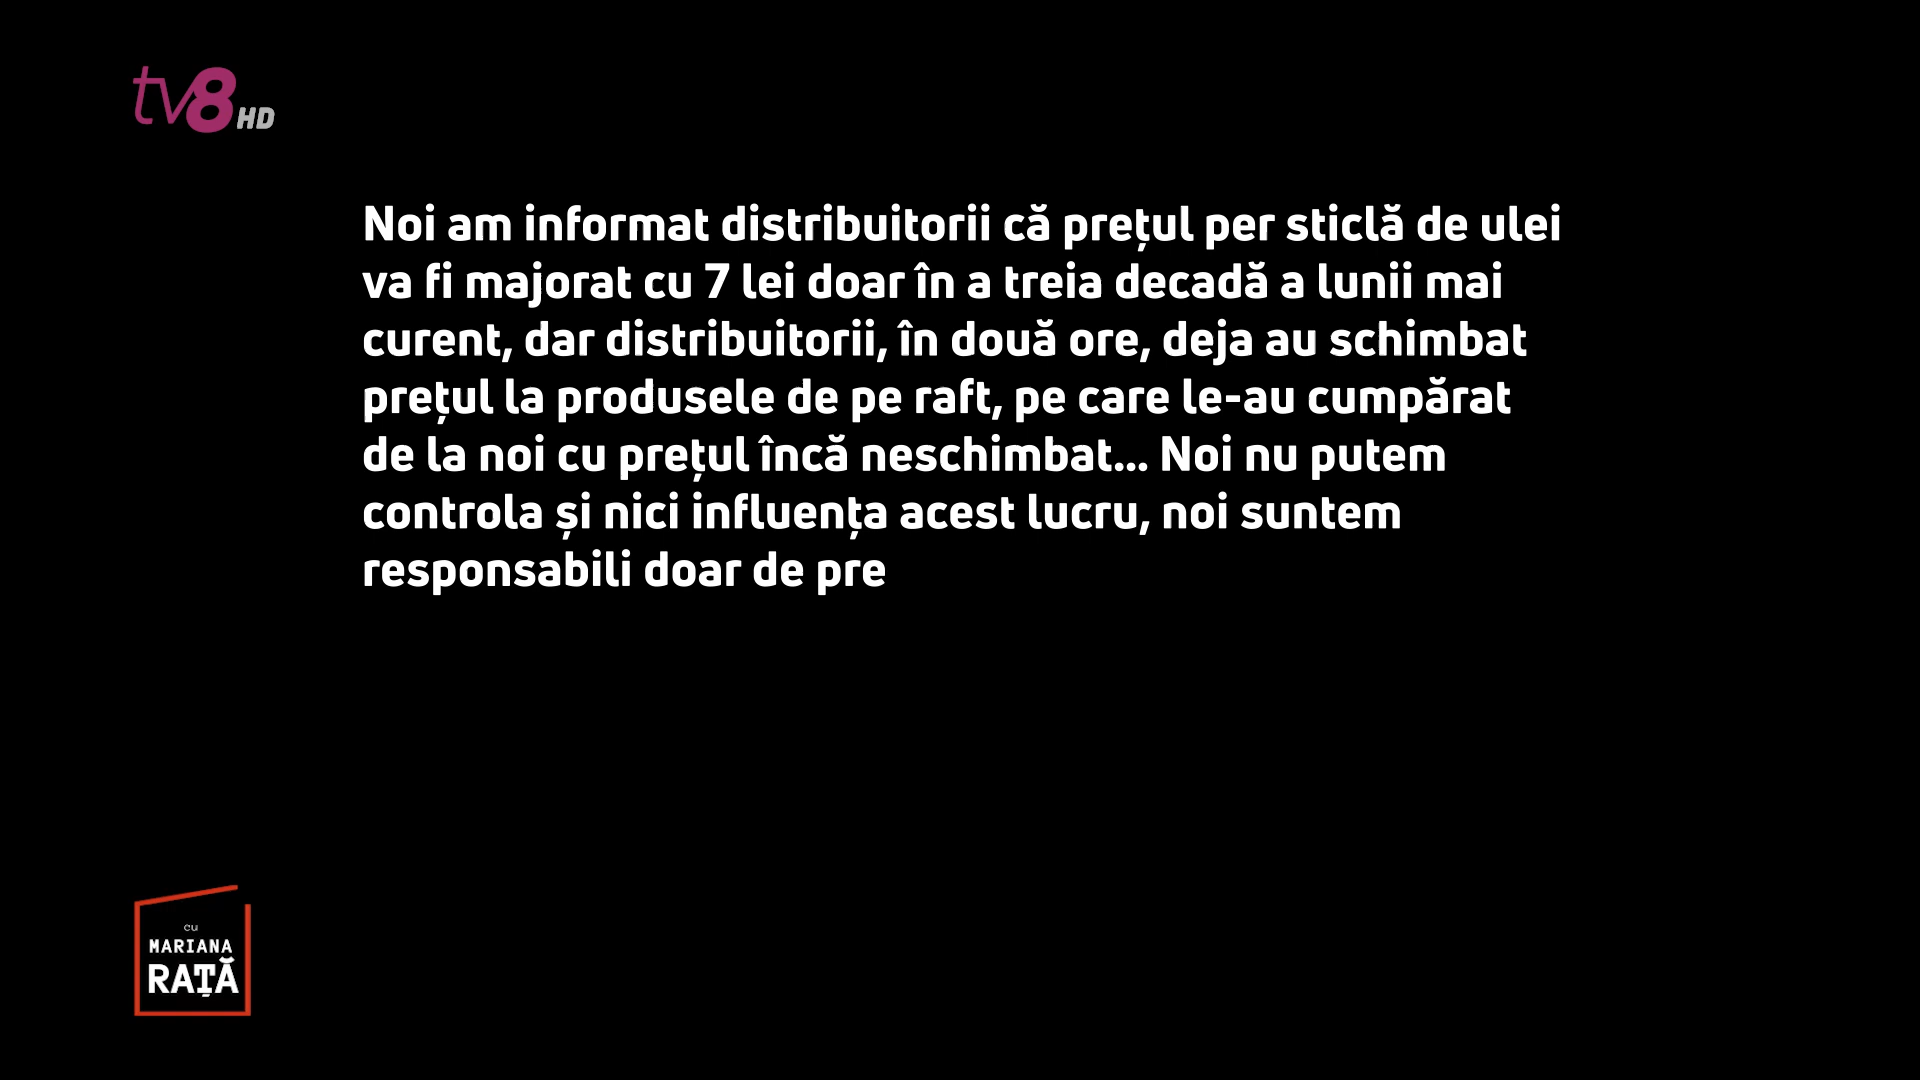 tv8 HD
Noi am informat distribuitorii că prețul per sticlă de ulei
va fi majorat cu 7 lei doar în a treia decadă a lunii mai
curent, dar distribuitorii, în două ore, deja au schimbat
prețul la produsele de pe raft, pe care le-au cumpărat
de la noi cu prețul încă neschimbat... Noi nu putem
controla și nici influența acest lucru, noi suntem
responsabili doar de pre
cu
MARIANA
RAȚĂ